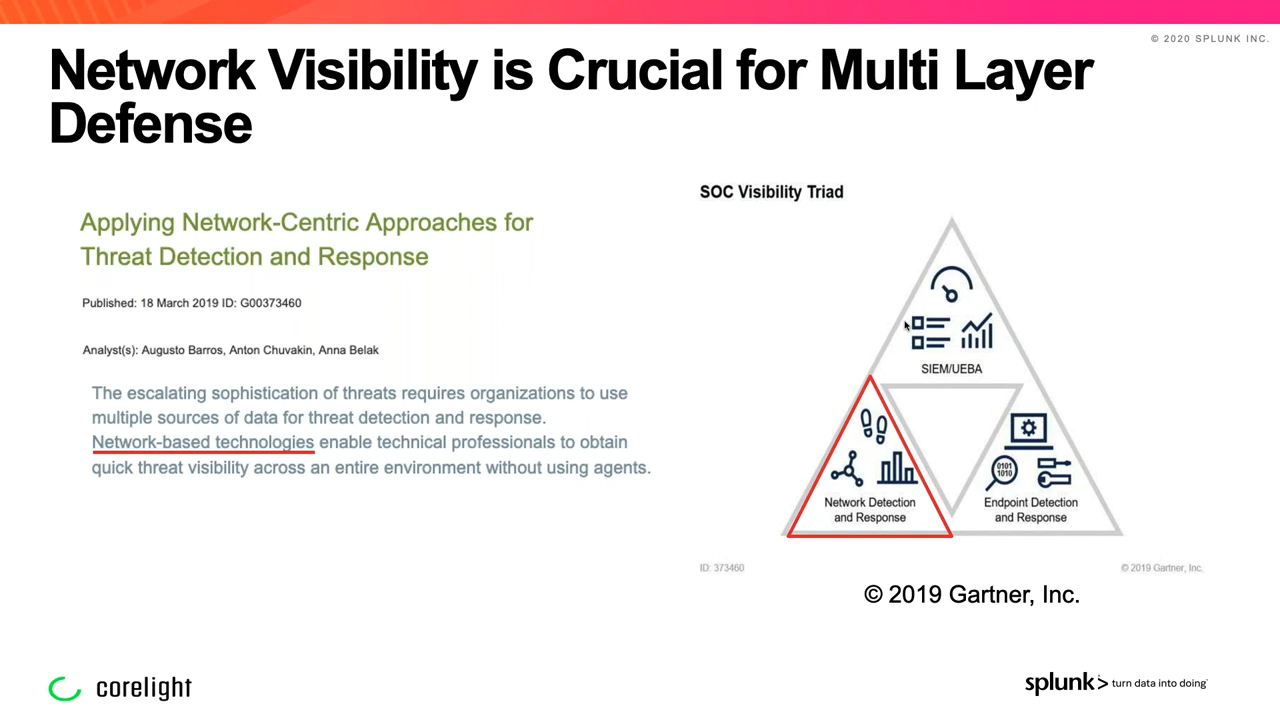 © 2020 SPLUNK INC.
Network Visibility is Crucial for Multi Layer
Defense
Applying Network-Centric Approaches for
Threat Detection and Response
Published: 18 March 2019 ID: G00373460
Analyst(s): Augusto Barros, Anton Chuvakin, Anna Belak
The escalating sophistication of threats requires organizations to use
multiple sources of data for threat detection and response.
Network-based technologies enable technical professionals to obtain
quick threat visibility across an entire environment without using agents.
SOC Visibility Triad
SIEM/UEBA
Network Detection
and Response
0101
1010
Endpoint Detection
and Response
ID: 373460
© 2019 Gartner, Inc.
© 2019 Gartner, Inc.
corelight
splunk> turn data into doing